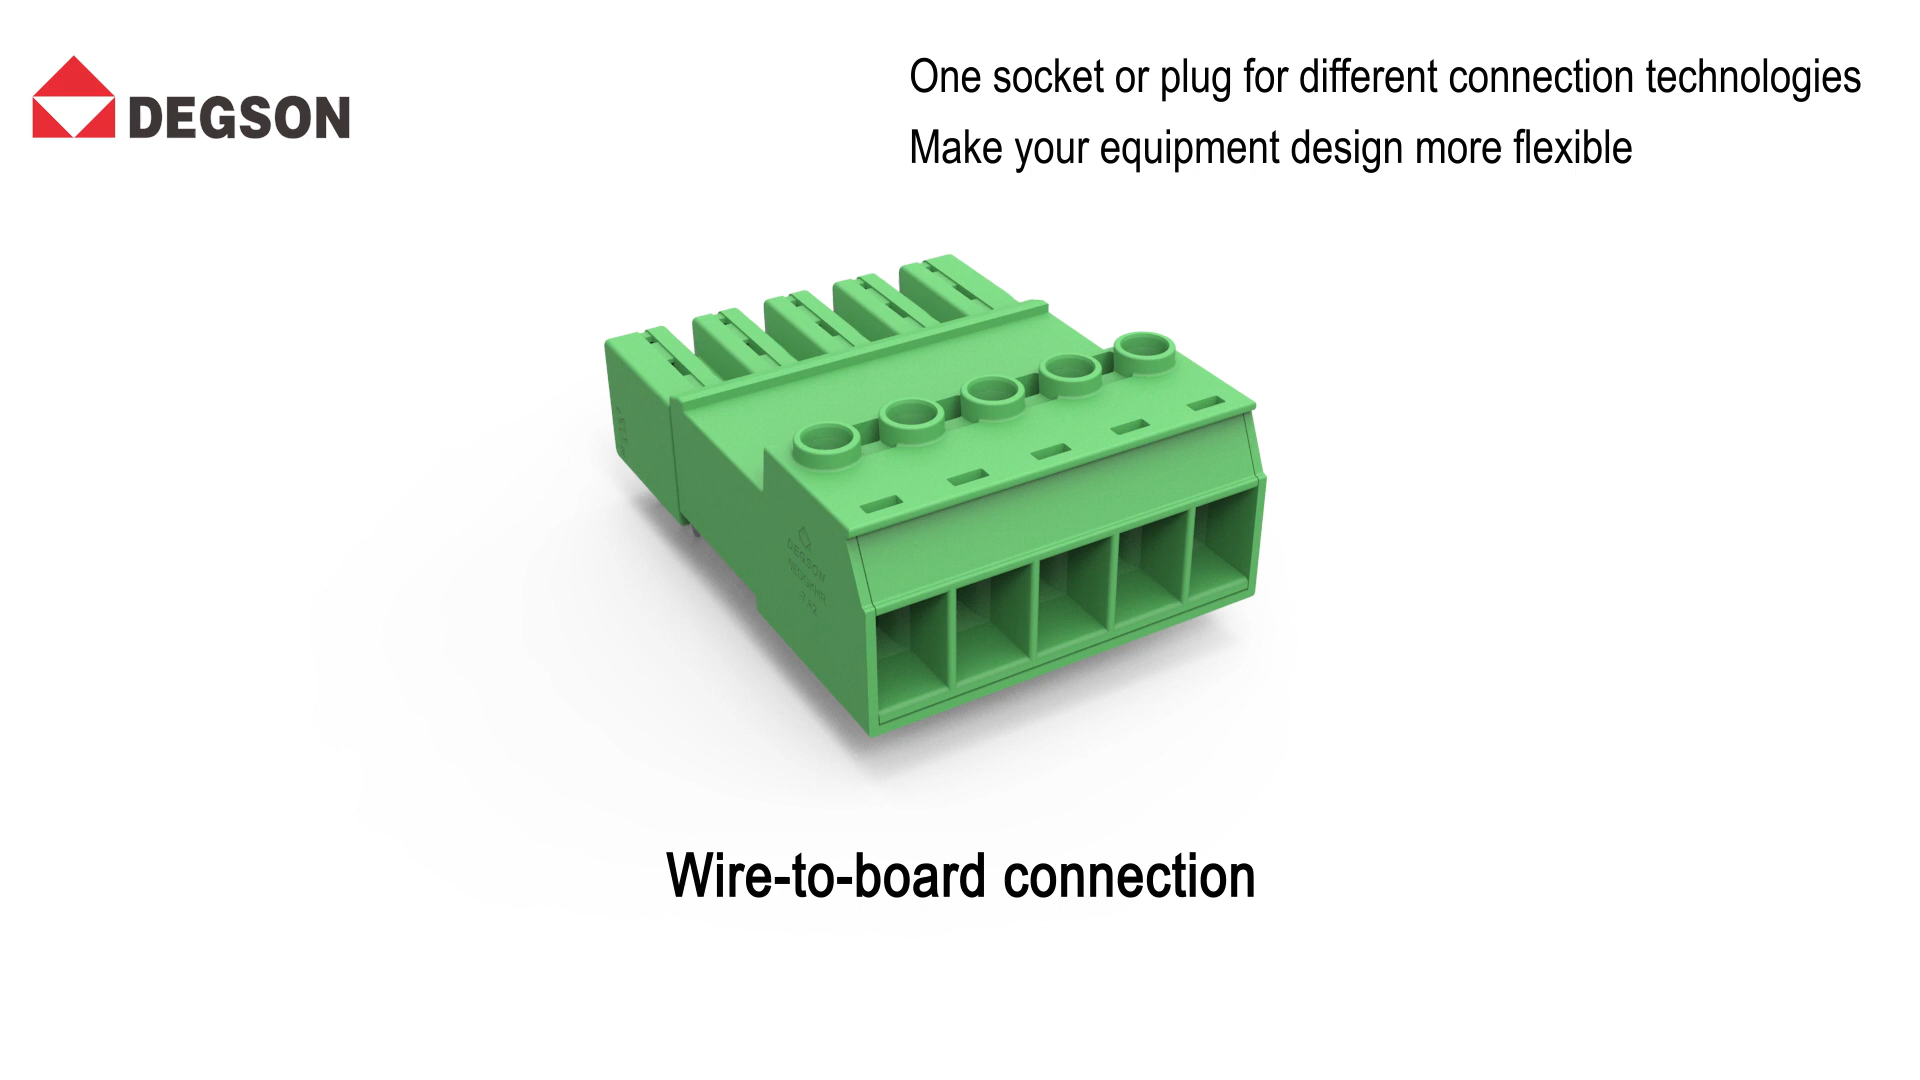 DEGSON
One socket or plug for different connection technologies
Make your equipment design more flexible
DEGSON
Wire-to-board connection